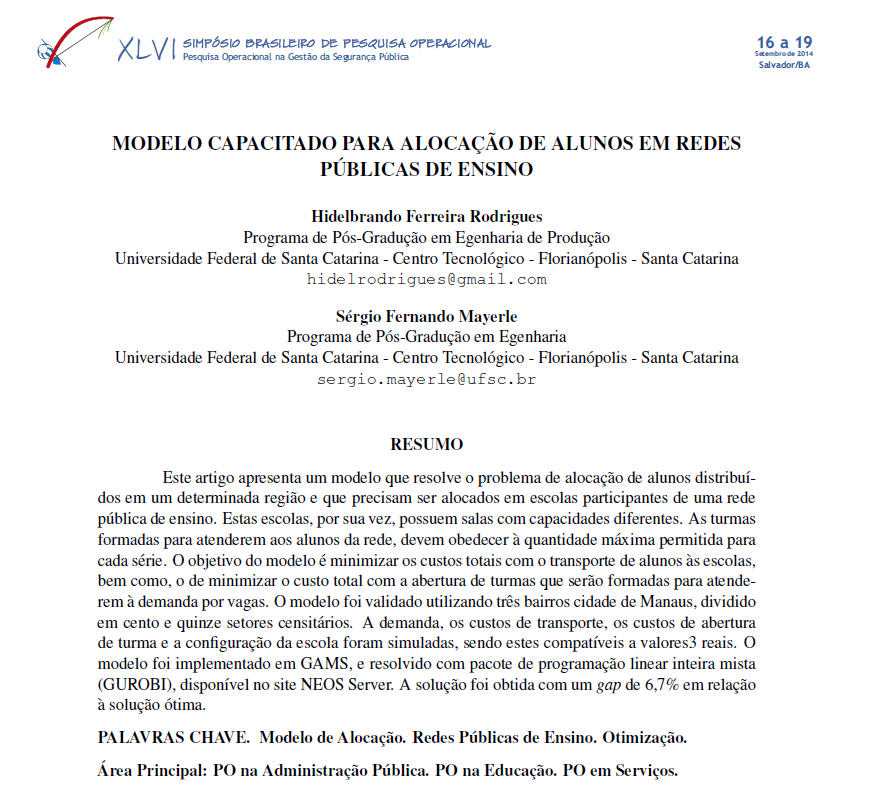 XLVI SIMPÓSIO BRASILEIRO DE PESQUISA OPERACIONAL
Pesquisa Operacional na Gestão da Segurança Pública
16 a 19
Setembro de 2014
Salvador/BA
MODELO CAPACITADO PARA ALOCAÇÃO DE ALUNOS EM REDES
PÚBLICAS DE ENSINO
Hidelbrando Ferreira Rodrigues
Programa de Pós-Gradução em Egenharia de Produção
Universidade Federal de Santa Catarina - Centro Tecnológico - Florianópolis - Santa Catarina
hidelrodrigues@gmail.com
Sérgio Fernando Mayerle
Programa de Pós-Gradução em Egenharia
Universidade Federal de Santa Catarina - Centro Tecnológico - Florianópolis - Santa Catarina
sergio.mayerle@ufsc.br
RESUMO
Este artigo apresenta um modelo que resolve o problema de alocação de alunos distribuí-
dos em um determinada região e que precisam ser alocados em escolas participantes de uma rede
pública de ensino. Estas escolas, por sua vez, possuem salas com capacidades diferentes. As turmas
formadas para atenderem aos alunos da rede, devem obedecer à quantidade máxima permitida para
cada série. O objetivo do modelo é minimizar os custos totais com o transporte de alunos às escolas,
bem como, o de minimizar o custo total com a abertura de turmas que serão formadas para atende-
rem à demanda por vagas. O modelo foi validado utilizando três bairros cidade de Manaus, dividido
em cento e quinze setores censitários. A demanda, os custos de transporte, os custos de abertura
de turma e a configuração da escola foram simuladas, sendo estes compatíveis a valores3 reais. O
modelo foi implementado em GAMS, e resolvido com pacote de programação linear inteira mista
(GUROBI), disponível no site NEOS Server. A solução foi obtida com um gap de 6,7% em relação
à solução ótima.
PALAVRAS CHAVE. Modelo de Alocação. Redes Públicas de Ensino. Otimização.
Área Principal: PO na Administração Pública. PO na Educação. PO em Serviços.